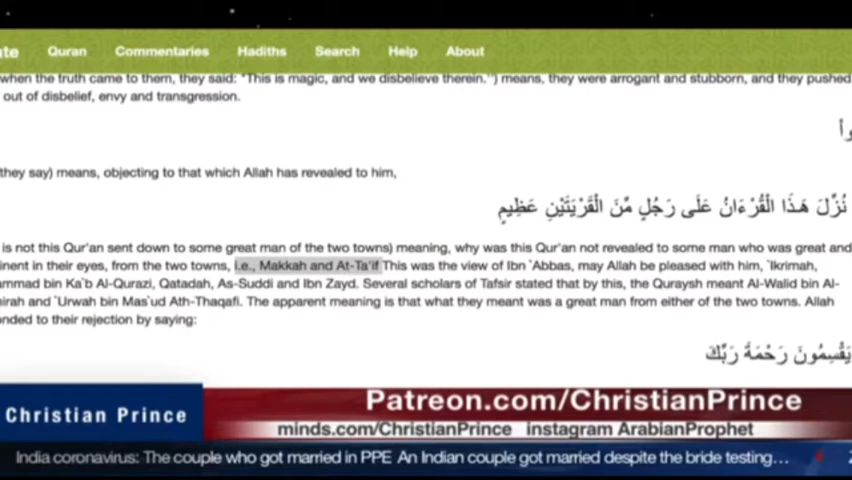 Quran Commentaries Hadiths Search Help About
when the truth came to them, they said: "This is magic, and we disbelieve therein.") means, they were arrogant and stubborn, and they pushed
out of disbelief, envy and transgression.
they say) means, objecting to that which Allah has revealed to him,
نُزِّلَ هَـذَا الْقُرْءَانُ عَلَى رَجُلٍ مِّنَ الْقَرْيَتَيْنِ عَظِيمٍ
is not this Qur'an sent down to some great man of the two towns) meaning, why was this Qur'an not revealed to some man who was great and
inent in their eyes, from the two towns, i.e., Makkah and At-Ta'if This was the view of Ibn `Abbas, may Allah be pleased with him, `Ikrimah,
ammad bin Ka`b Al-Qurazi, Qatadah, As-Suddi and Ibn Zayd. Several scholars of Tafsir stated that by this, the Quraysh meant Al-Walid bin Al-
hirah and `Urwah bin Mas`ud Ath-Thaqafi. The apparent meaning is that what they meant was a great man from either of the two towns. Allah
onded to their rejection by saying:
يَقْسِمُونَ رَحْمَةَ رَبِّكَ
Christian Prince
Patreon.com/ChristianPrince
minds.com/ChristianPrince instagram ArabianProphet
India coronavirus: The couple who got married in PPE An Indian couple got married despite the bride testing...